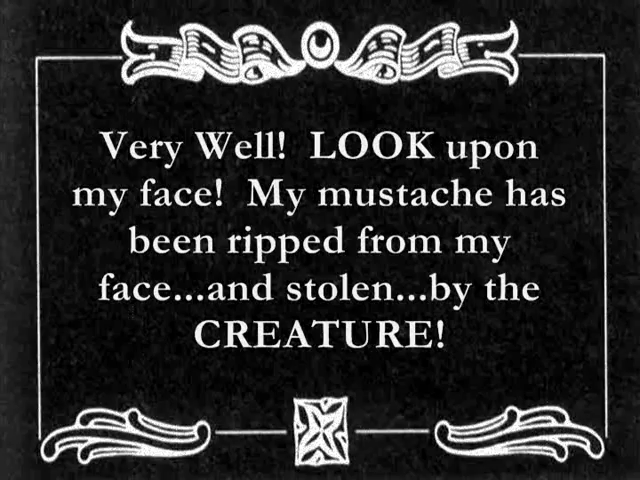 Very Well!  LOOK upon
my face!  My mustache has
been ripped from my
face...and stolen...by the
CREATURE!